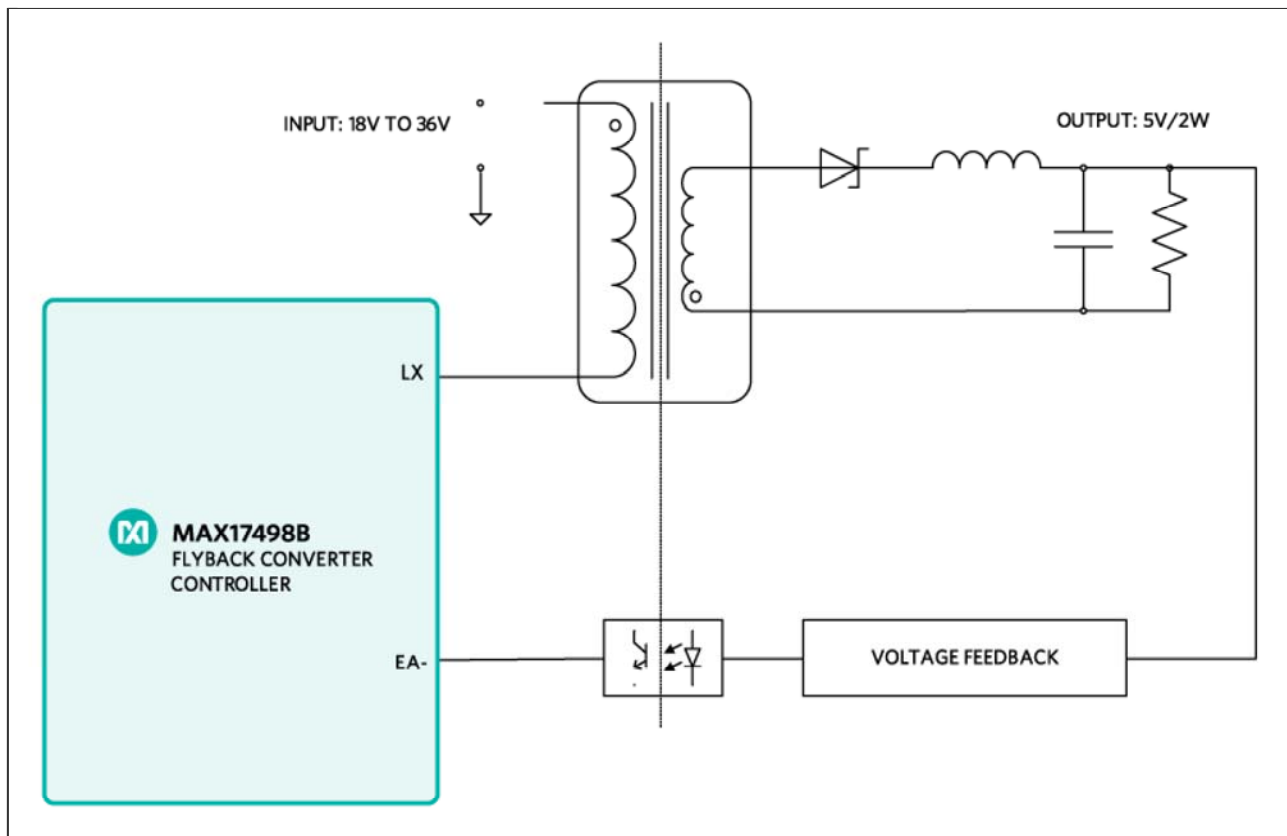 INPUT: 18V TO 36V
OUTPUT: 5V/2W
LX
MAX17498B
FLYBACK CONVERTER
CONTROLLER
EA-
VOLTAGE FEEDBACK